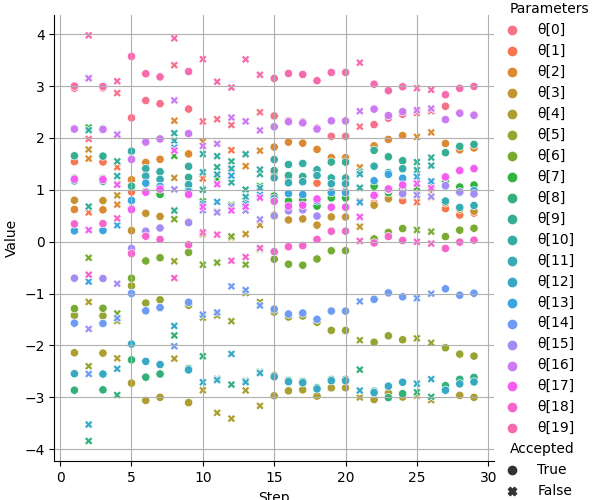 Parameters
θ[0]
θ[1]
θ[2]
θ[3]
θ[4]
θ[5]
θ[6]
θ[7]
θ[8]
θ[9]
θ[10]
θ[11]
θ[12]
θ[13]
θ[14]
θ[15]
θ[16]
θ[17]
θ[18]
θ[19]
Accepted
True
False
4
3
2
1
0
−1
−2
−3
−4
Value
0
5
10
15
20
25
30
Step